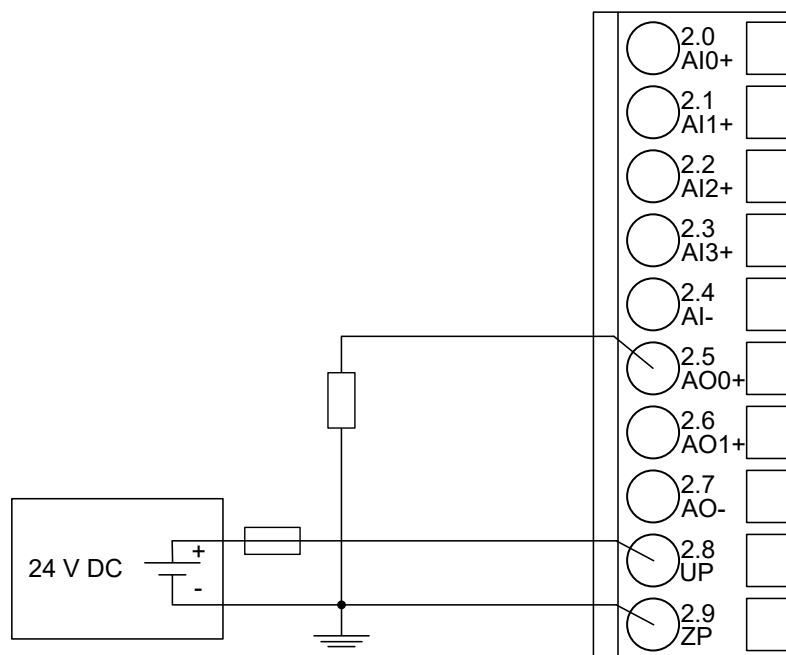 2.0
AI0+
2.1
AI1+
2.2
AI2+
2.3
AI3+
2.4
AI-
2.5
AO0+
2.6
AO1+
2.7
AO-
24 V DC
+
-
2.8
UP
2.9
ZP